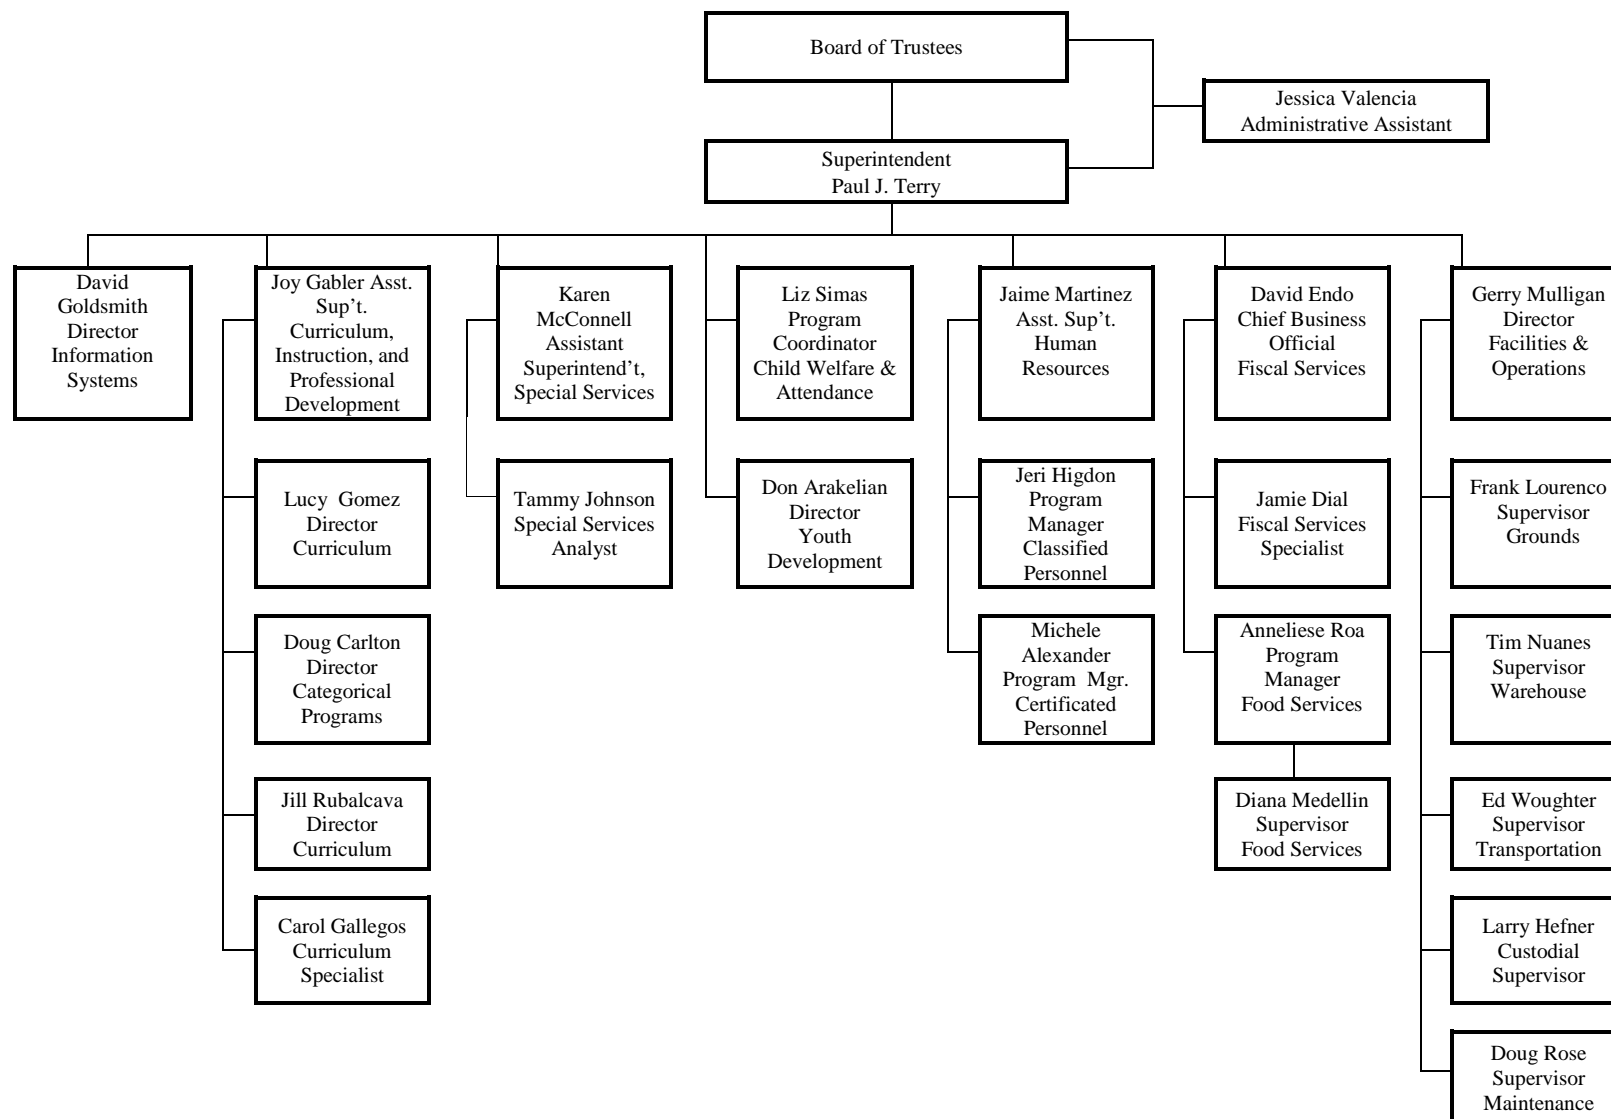 Board of Trustees
Jessica Valencia
Administrative Assistant
Superintendent
Paul J. Terry
David
Goldsmith
Director
Information
Systems
Joy Gabler Asst.
Sup’t.
Curriculum,
Instruction, and
Professional
Development
Karen
McConnell
Assistant
Superintend’t,
Special Services
Liz Simas
Program
Coordinator
Child Welfare &
Attendance
Jaime Martinez
Asst. Sup’t.
Human
Resources
David Endo
Chief Business
Official
Fiscal Services
Gerry Mulligan
Director
Facilities &
Operations
Lucy Gomez
Director
Curriculum
Tammy Johnson
Special Services
Analyst
Don Arakelian
Director
Youth
Development
Jeri Higdon
Program
Manager
Classified
Personnel
Jamie Dial
Fiscal Services
Specialist
Frank Lourenco
Supervisor
Grounds
Doug Carlton
Director
Categorical
Programs
Michele
Alexander
Program Mgr.
Certificated
Personnel
Anneliese Roa
Program
Manager
Food Services
Tim Nuanes
Supervisor
Warehouse
Jill Rubalcava
Director
Curriculum
Diana Medellin
Supervisor
Food Services
Ed Woughter
Supervisor
Transportation
Carol Gallegos
Curriculum
Specialist
Larry Hefner
Custodial
Supervisor
Doug Rose
Supervisor
Maintenance